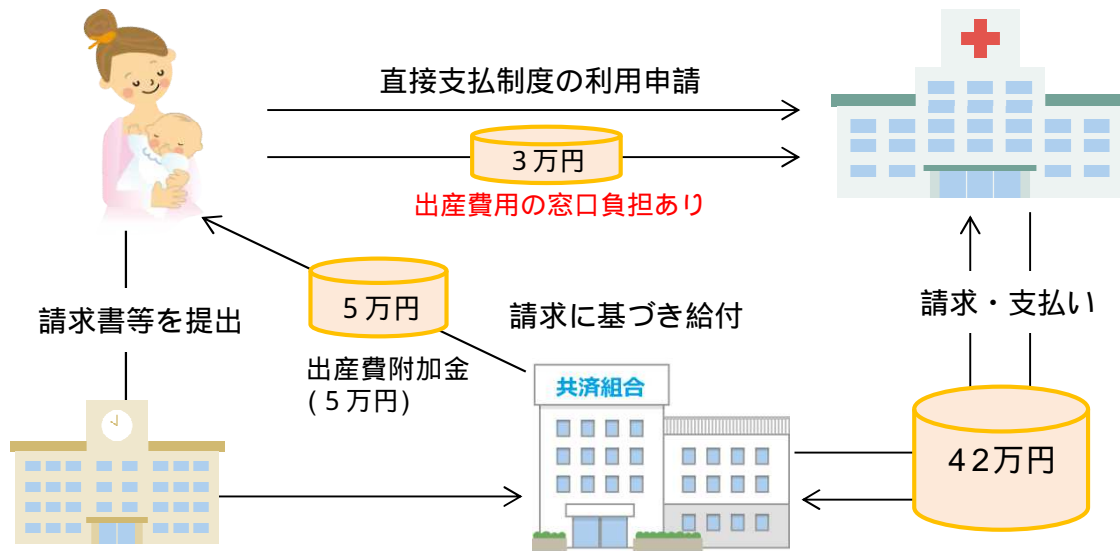 直接支払制度の利用申請
３万円
出産費用の窓口負担あり
５万円
請求に基づき給付
請求・支払い
請求書等を提出
出産費附加金
(５万円)
共済組合
４２万円